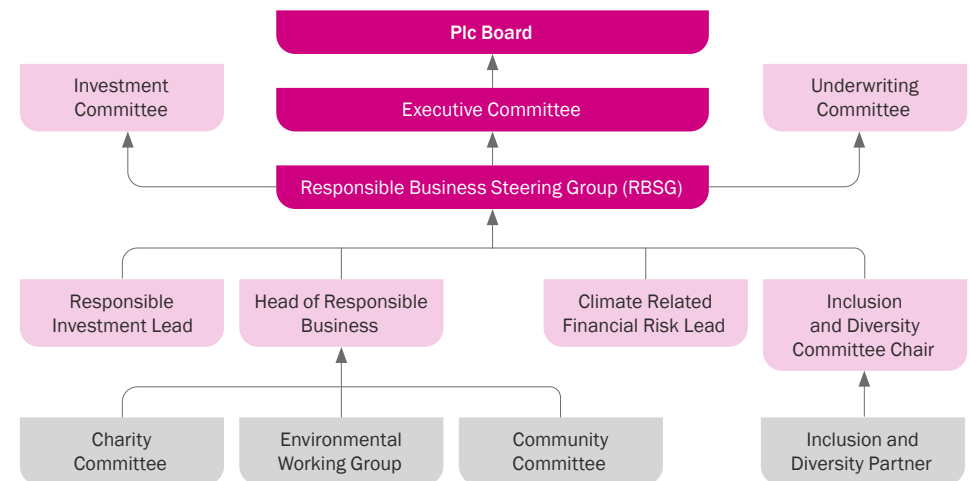 Plc Board
Investment
Committee
Executive Committee
Underwriting
Committee
Responsible Business Steering Group (RBSG)
Responsible
Investment Lead
Head of Responsible
Business
Climate Related
Financial Risk Lead
Inclusion
and Diversity
Committee Chair
Charity
Committee
Environmental
Working Group
Community
Committee
Inclusion and
Diversity Partner